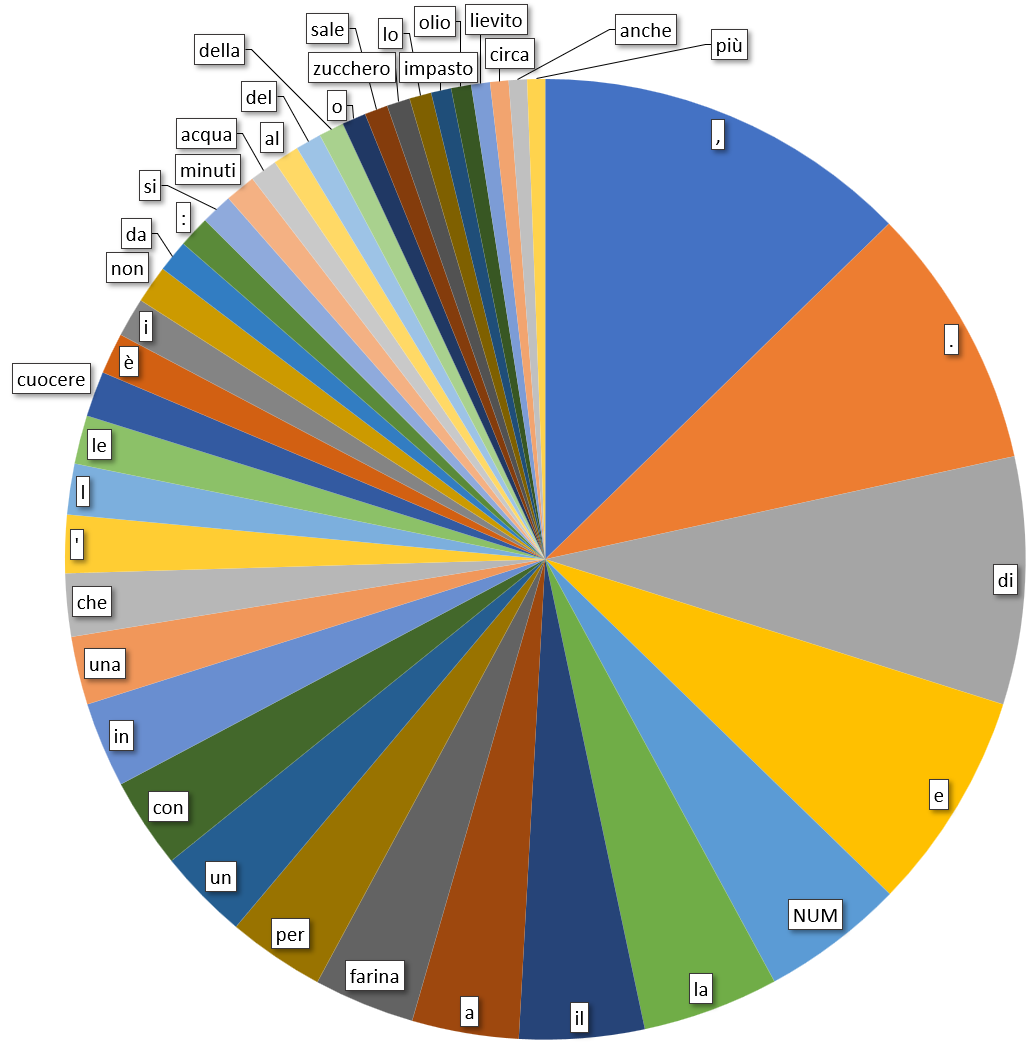 ,
.
di
e
NUM
la
il
a
farina
per
un
con
in
una
che
'
l
le
cuocere
è
i
non
da
:
si
minuti
acqua
al
del
della
o
sale
zucchero
lo
impasto
olio
lievito
circa
anche
più